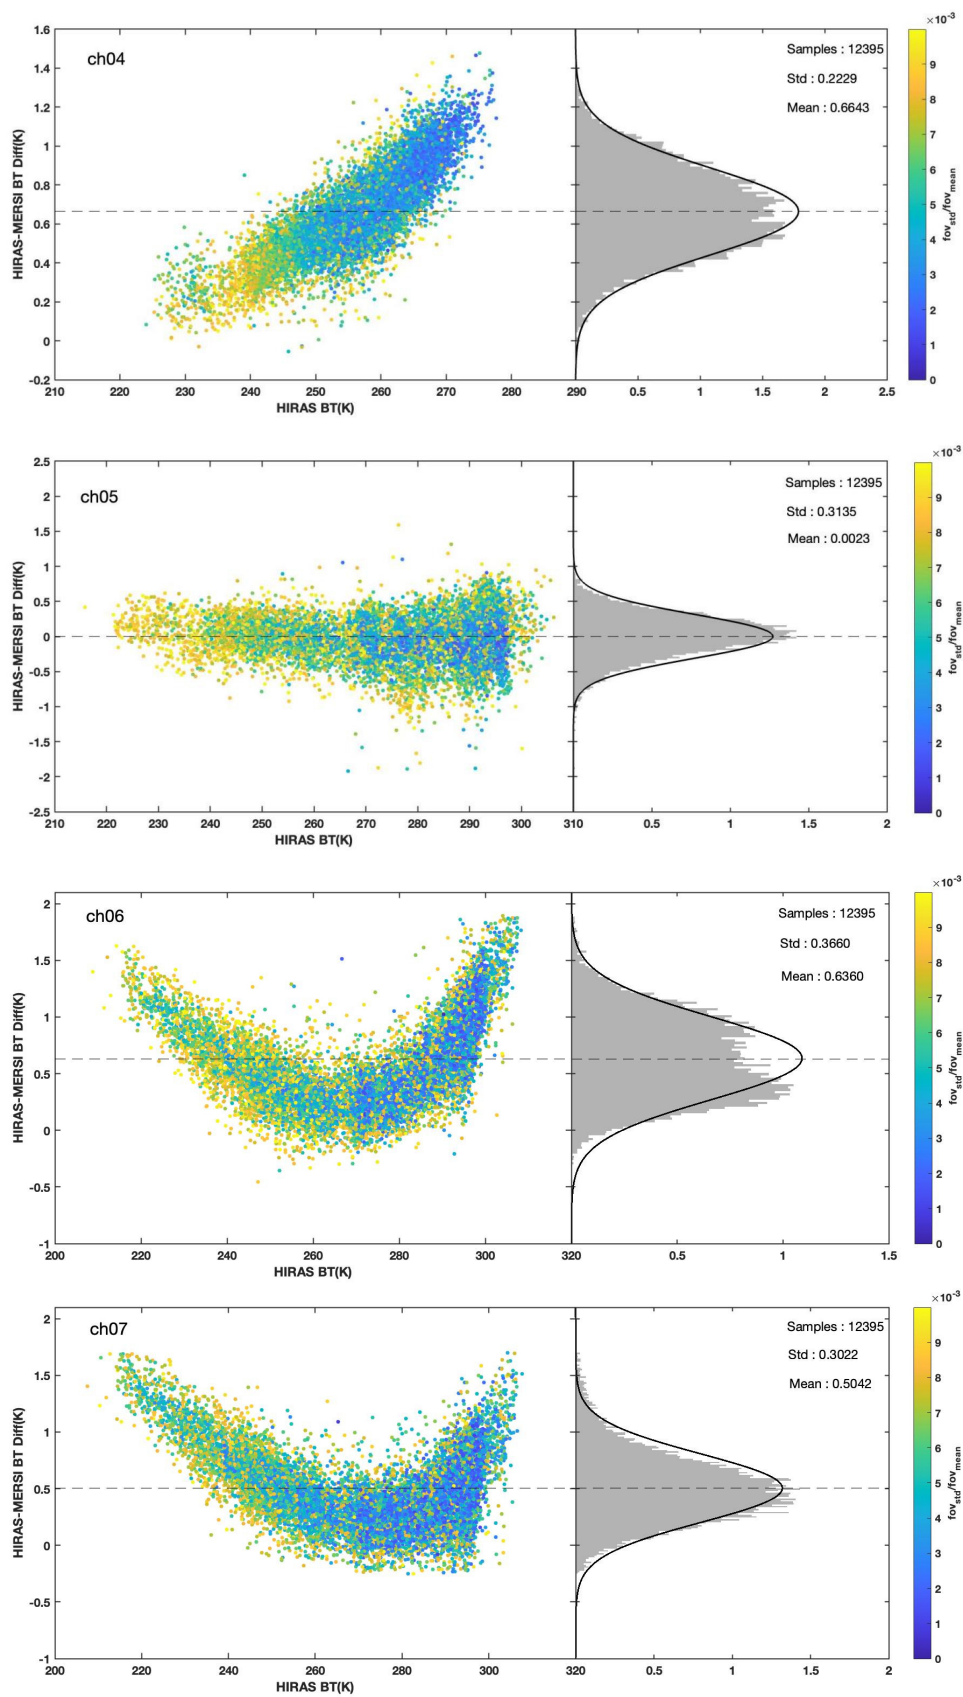 ch04
HIRAS-MERSI BT Diff(K)
1.6
1.4
1.2
1
0.8
0.6
0.4
0.2
0
-0.2
210 220 230 240 250 260 270 280 290 0.5 1 1.5 2 2.5
HIRAS BT(K)
Samples : 12395
Std : 0.2229
Mean : 0.6643
×10-3
9
8
7
6
5
4
3
2
1
0
fovstd/fovmean
ch05
HIRAS-MERSI BT Diff(K)
2.5
2
1.5
1
0.5
0
-0.5
-1
-1.5
-2
-2.5
210 220 230 240 250 260 270 280 290 300 310 0.5 1 1.5 2
HIRAS BT(K)
Samples : 12395
Std : 0.3135
Mean : 0.0023
×10-3
9
8
7
6
5
4
3
2
1
0
fovstd/fovmean
ch06
HIRAS-MERSI BT Diff(K)
2
1.5
1
0.5
0
-0.5
-1
200 220 240 260 280 300 320 0.5 1 1.5
HIRAS BT(K)
Samples : 12395
Std : 0.3660
Mean : 0.6360
×10-3
9
8
7
6
5
4
3
2
1
0
fovstd/fovmean
ch07
HIRAS-MERSI BT Diff(K)
2
1.5
1
0.5
0
-0.5
-1
200 220 240 260 280 300 320 0.5 1 1.5 2
HIRAS BT(K)
Samples : 12395
Std : 0.3022
Mean : 0.5042
×10-3
9
8
7
6
5
4
3
2
1
0
fovstd/fovmean